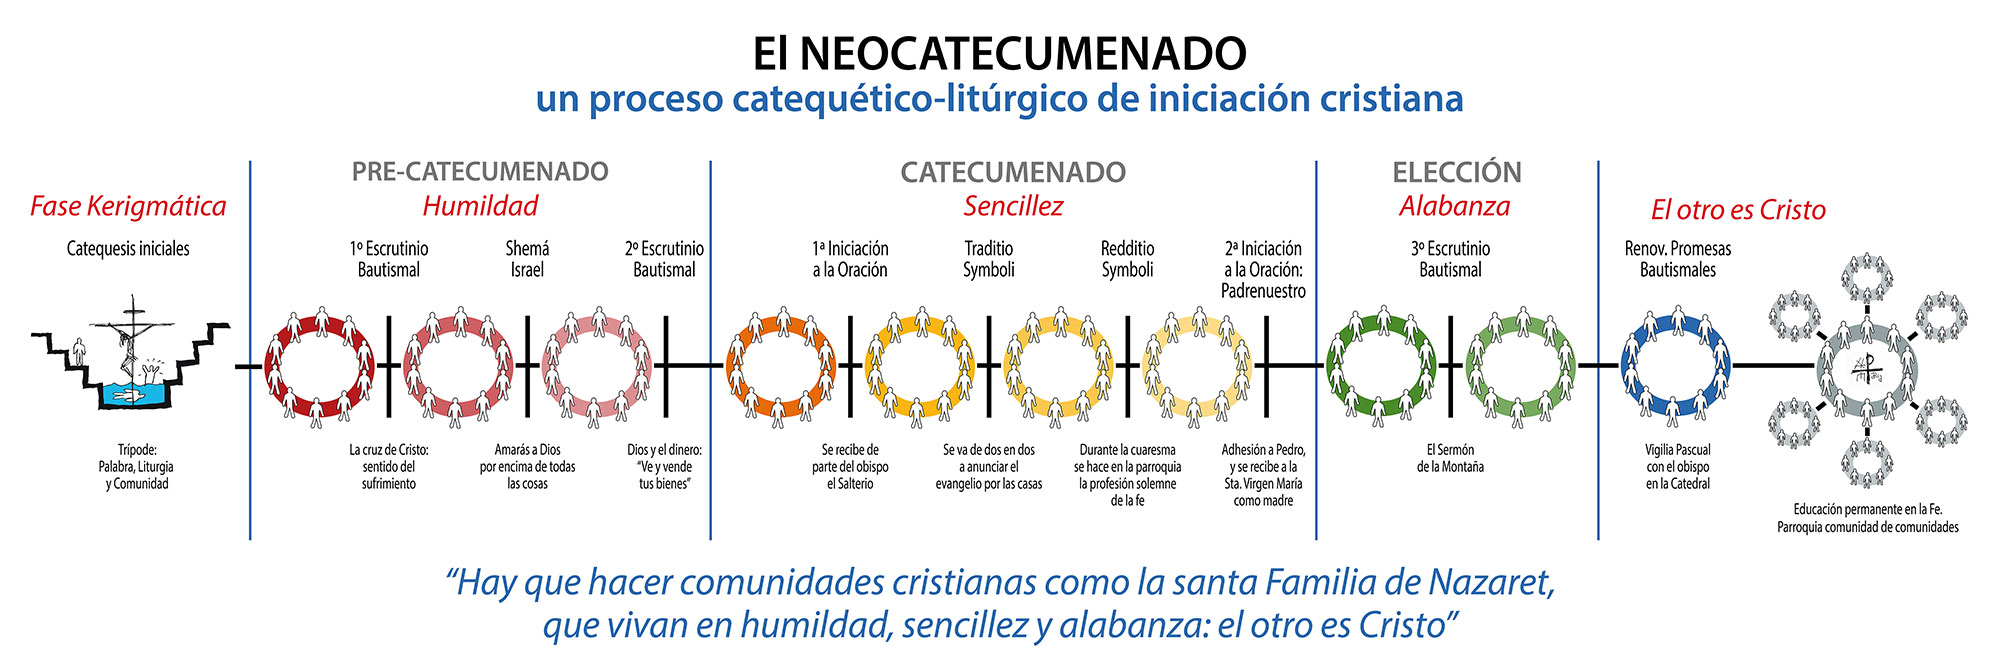 El NEOCATECUMENADO
un proceso catequético-litúrgico de iniciación cristiana
Fase Kerigmática
Catequesis iniciales
Trípode:
Palabra, Liturgia
y Comunidad
PRE-CATECUMENADO
Humildad
1º Escrutinio
Bautismal
La cruz de Cristo:
sentido del
sufrimiento
Shemá
Israel
Amarás a Dios
por encima de todas
las cosas
2º Escrutinio
Bautismal
Dios y el dinero:
“Ve y vende
tus bienes”
CATECUMENADO
Sencillez
1ª Iniciación
a la Oración
Se recibe de
parte del obispo
el Salterio
Traditio
Symboli
Se va de dos en dos
a anunciar el
evangelio por las casas
Redditio
Symboli
Durante la cuaresma
se hace en la parroquia
la profesión solemne
de la fe
2ª Iniciación
a la Oración:
Padrenuestro
Adhesión a Pedro,
y se recibe a la
Sta. Virgen María
como madre
ELECCIÓN
Alabanza
3º Escrutinio
Bautismal
El Sermón
de la Montaña
El otro es Cristo
Renov. Promesas
Bautismales
Vigilia Pascual
con el obispo
en la Catedral
Educación permanente en la Fe.
Parroquia comunidad de comunidades
“Hay que hacer comunidades cristianas como la santa Familia de Nazaret,
que vivan en humildad, sencillez y alabanza: el otro es Cristo”